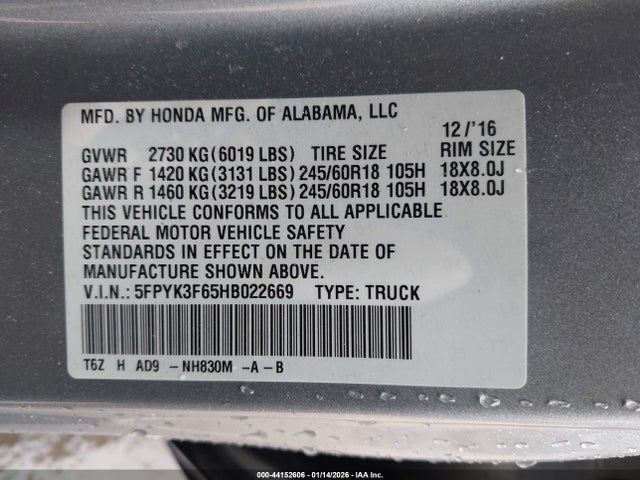 MFD. BY HONDA MFG. OF ALABAMA, LLC
12/'16
GVWR 2730 KG(6019 LBS) TIRE SIZE RIM SIZE
GAWR F 1420 KG(3131 LBS)245/60R18 105H 18X8.0J
GAWR R 1460 KG(3219 LBS)245/60R18 105H 18X8.0J
THIS VEHICLE CONFORMS TO ALL APPLICABLE
FEDERAL MOTOR VEHICLE SAFETY
STANDARDS IN EFFECT ON THE DATE OF
MANUFACTURE SHOWN ABOVE.
V.I.N.: 5FPYK3F65HB022669 TYPE: TRUCK
T6Z H AD9 -NH830M -A-B
000-44152606 - 01/14/2026 - IAA Inc.